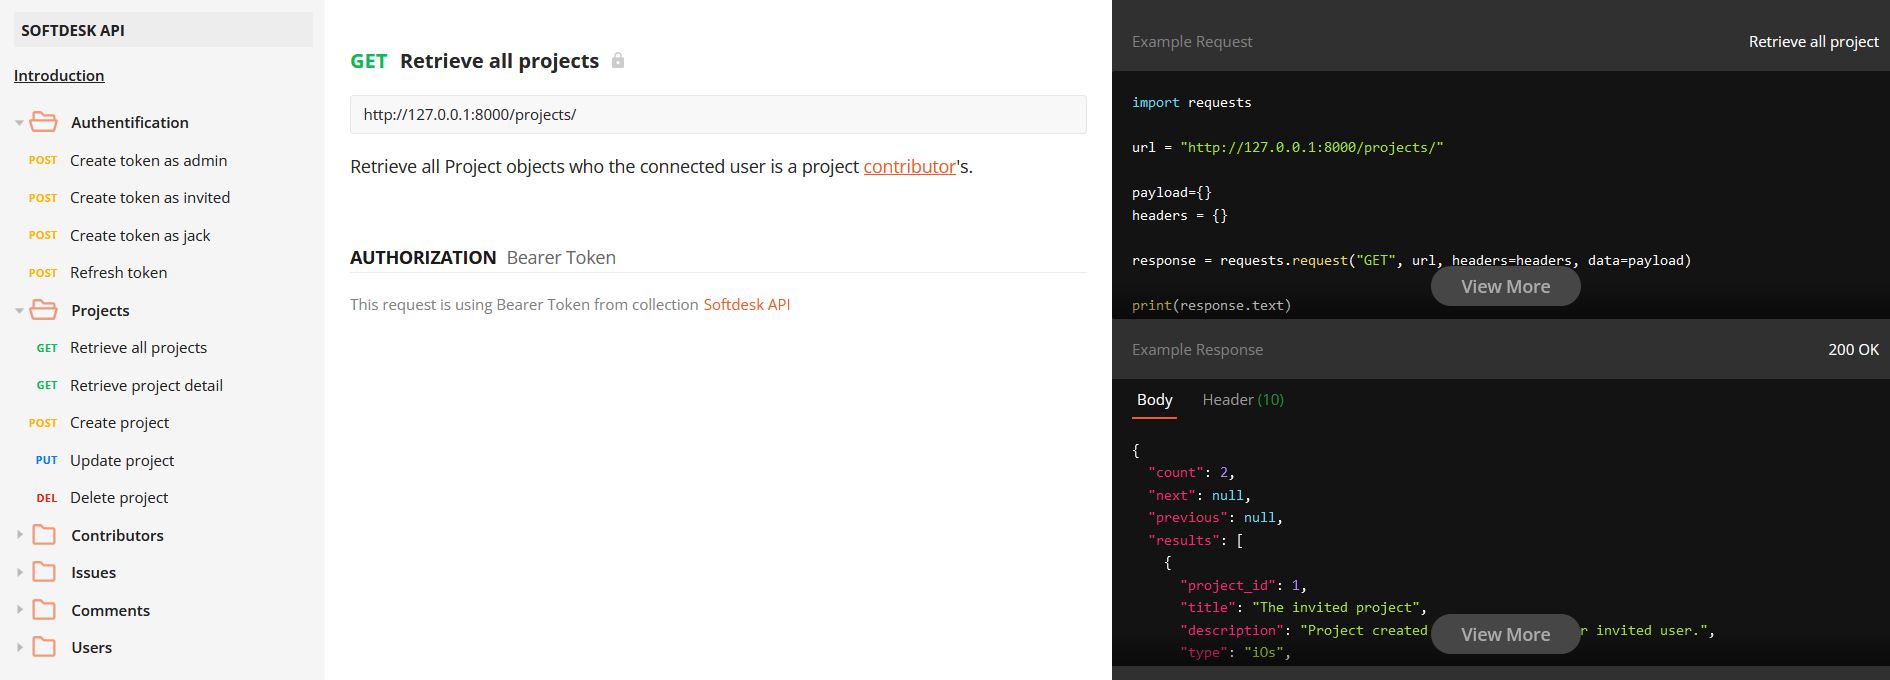 SOFTDESK API
Introduction
Authentification
POST Create token as admin
POST Create token as invited
POST Create token as jack
POST Refresh token
Projects
GET Retrieve all projects
GET Retrieve project detail
POST Create project
PUT Update project
DEL Delete project
Contributors
Issues
Comments
Users
GET Retrieve all projects
http://127.0.0.1:8000/projects/
Retrieve all Project objects who the connected user is a project contributor's.
AUTHORIZATION Bearer Token
This request is using Bearer Token from collection Softdesk API
Example Request Retrieve all project
import requests
url = "http://127.0.0.1:8000/projects/"
payload={}
headers = {}
response = requests.request("GET", url, headers=headers, data=payload)
View More
print(response.text)
Example Response 200 OK
Body Header (10)
{
"count": 2,
"next": null,
"previous": null,
"results": [
{
"project_id": 1,
"title": "The invited project",
"description": "Project created View More r invited user.",
"type": "iOs",